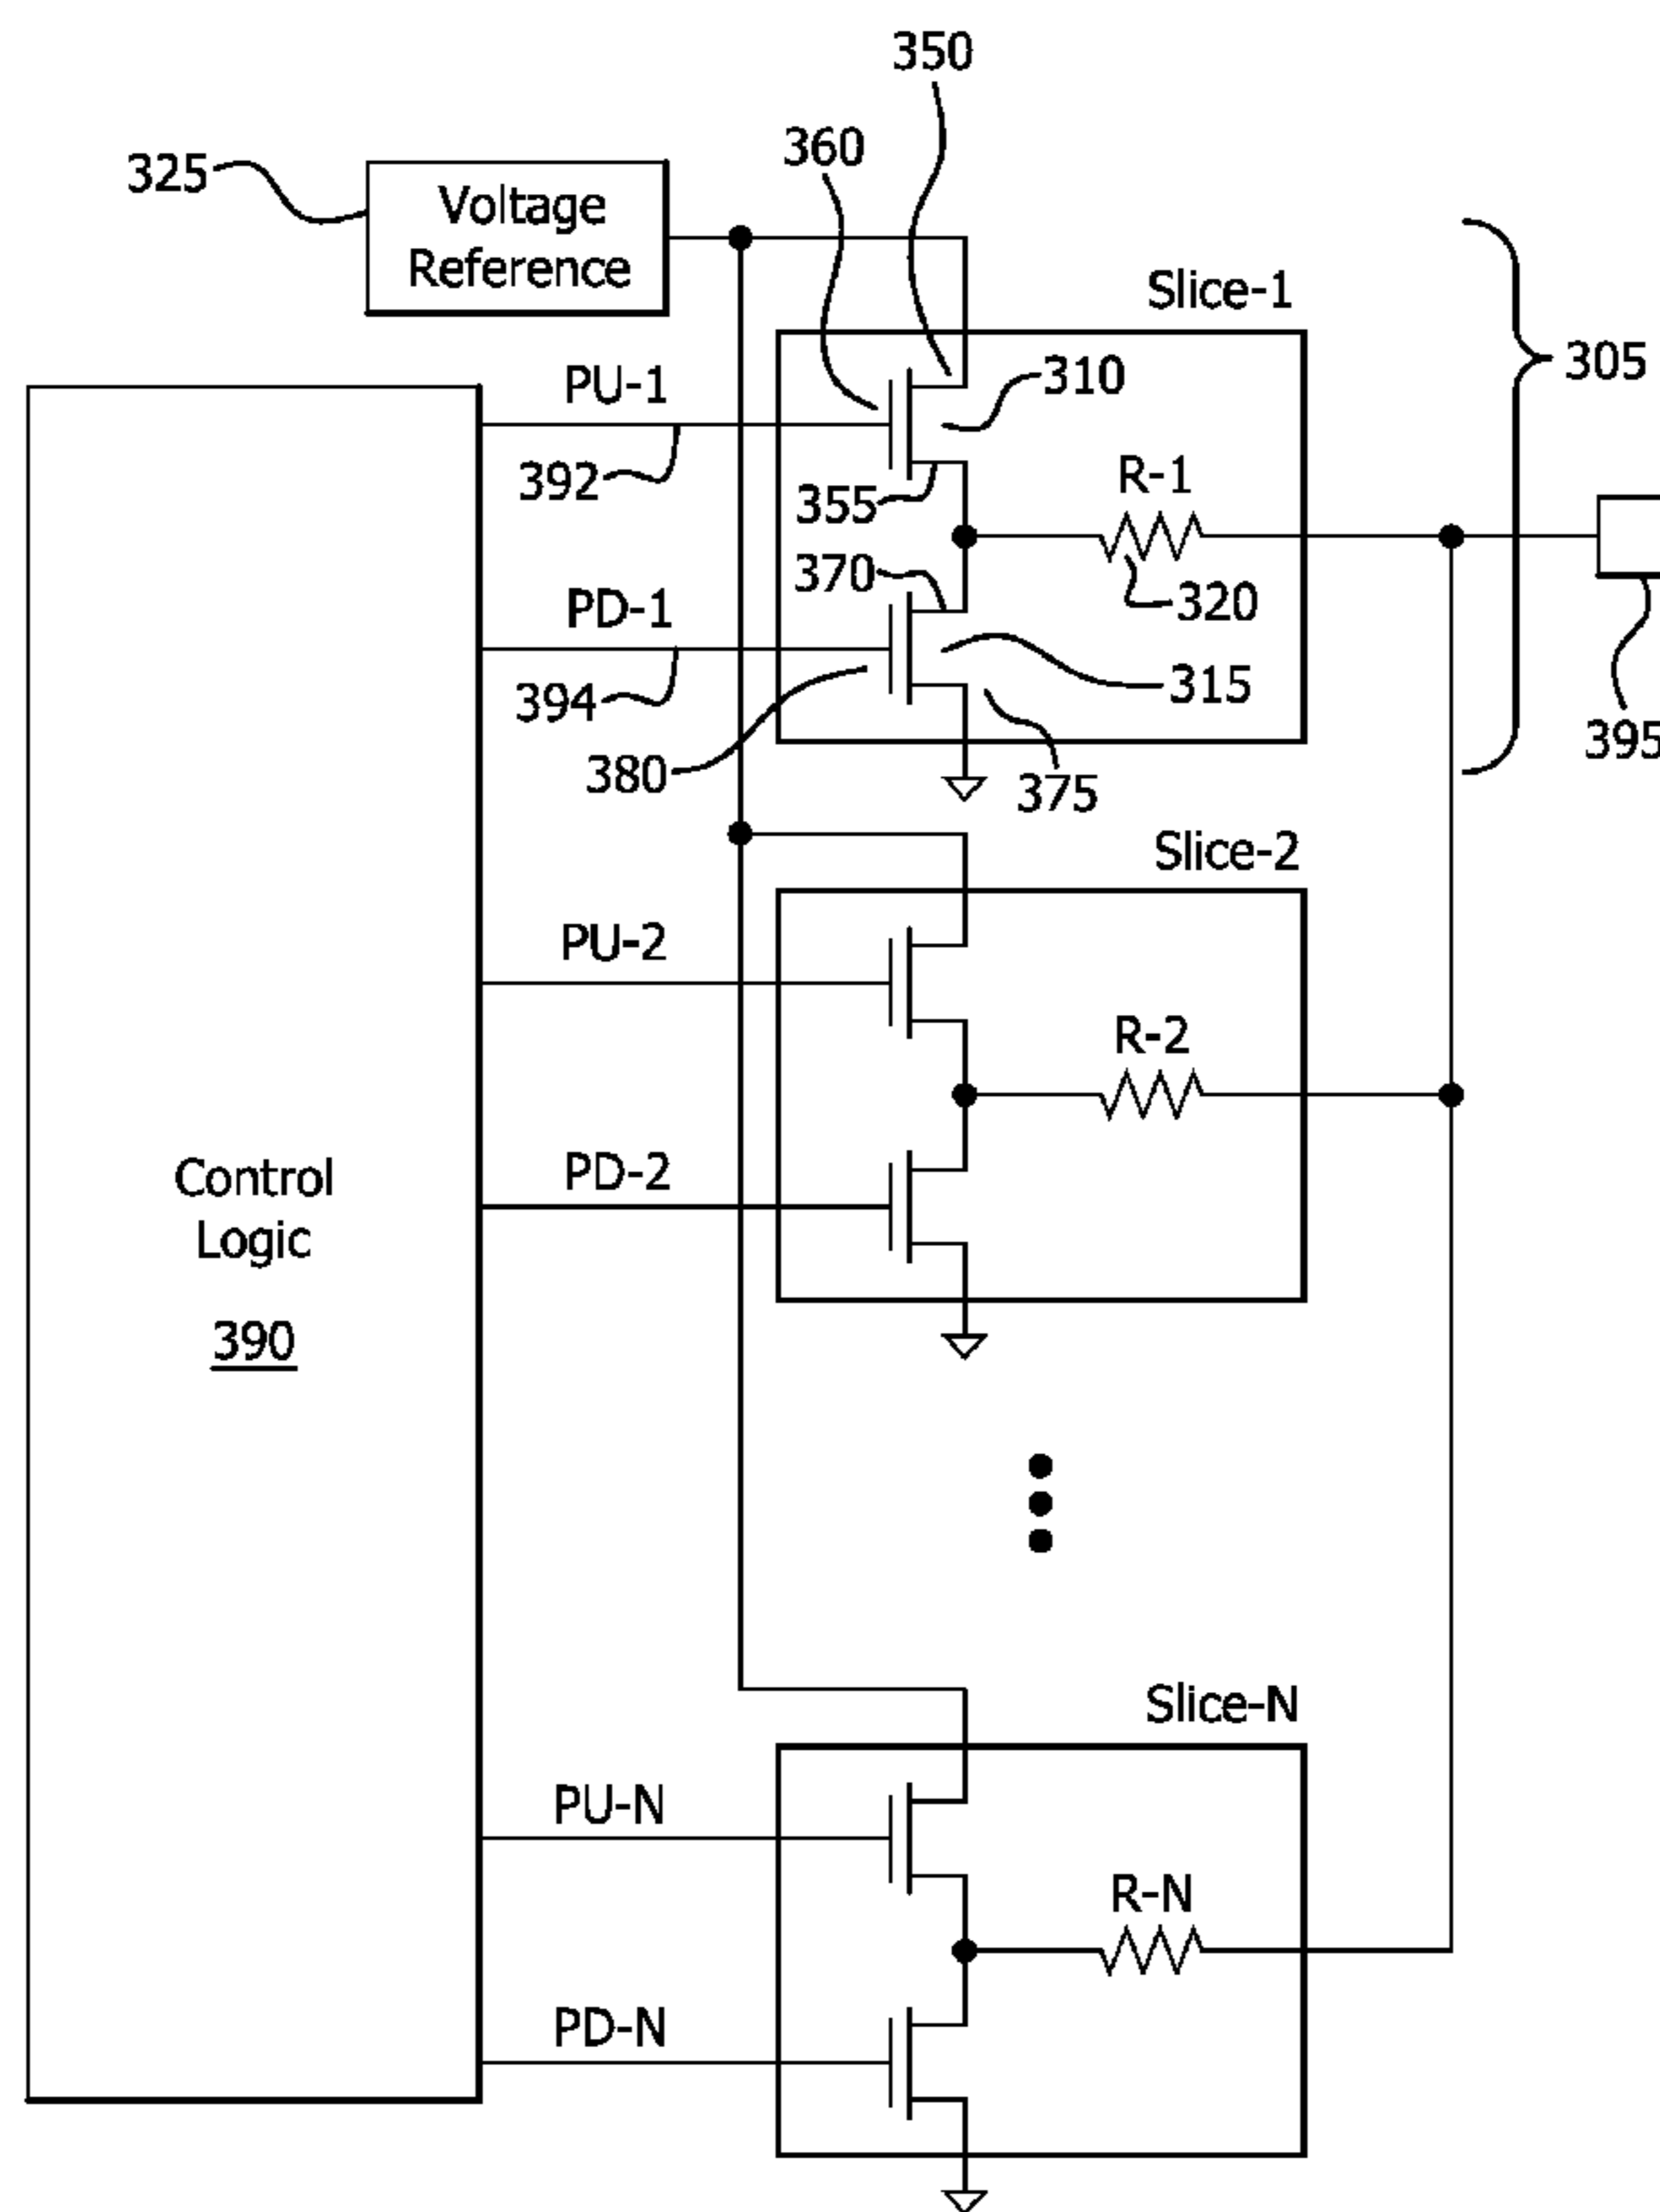 350
360
325
Voltage
Reference
Slice-1
305
PU-1
310
392
355
R-1
370
320
PD-1
315
394
380
375
395
Slice-2
PU-2
R-2
PD-2
Control
Logic
390
Slice-N
PU-N
R-N
PD-N